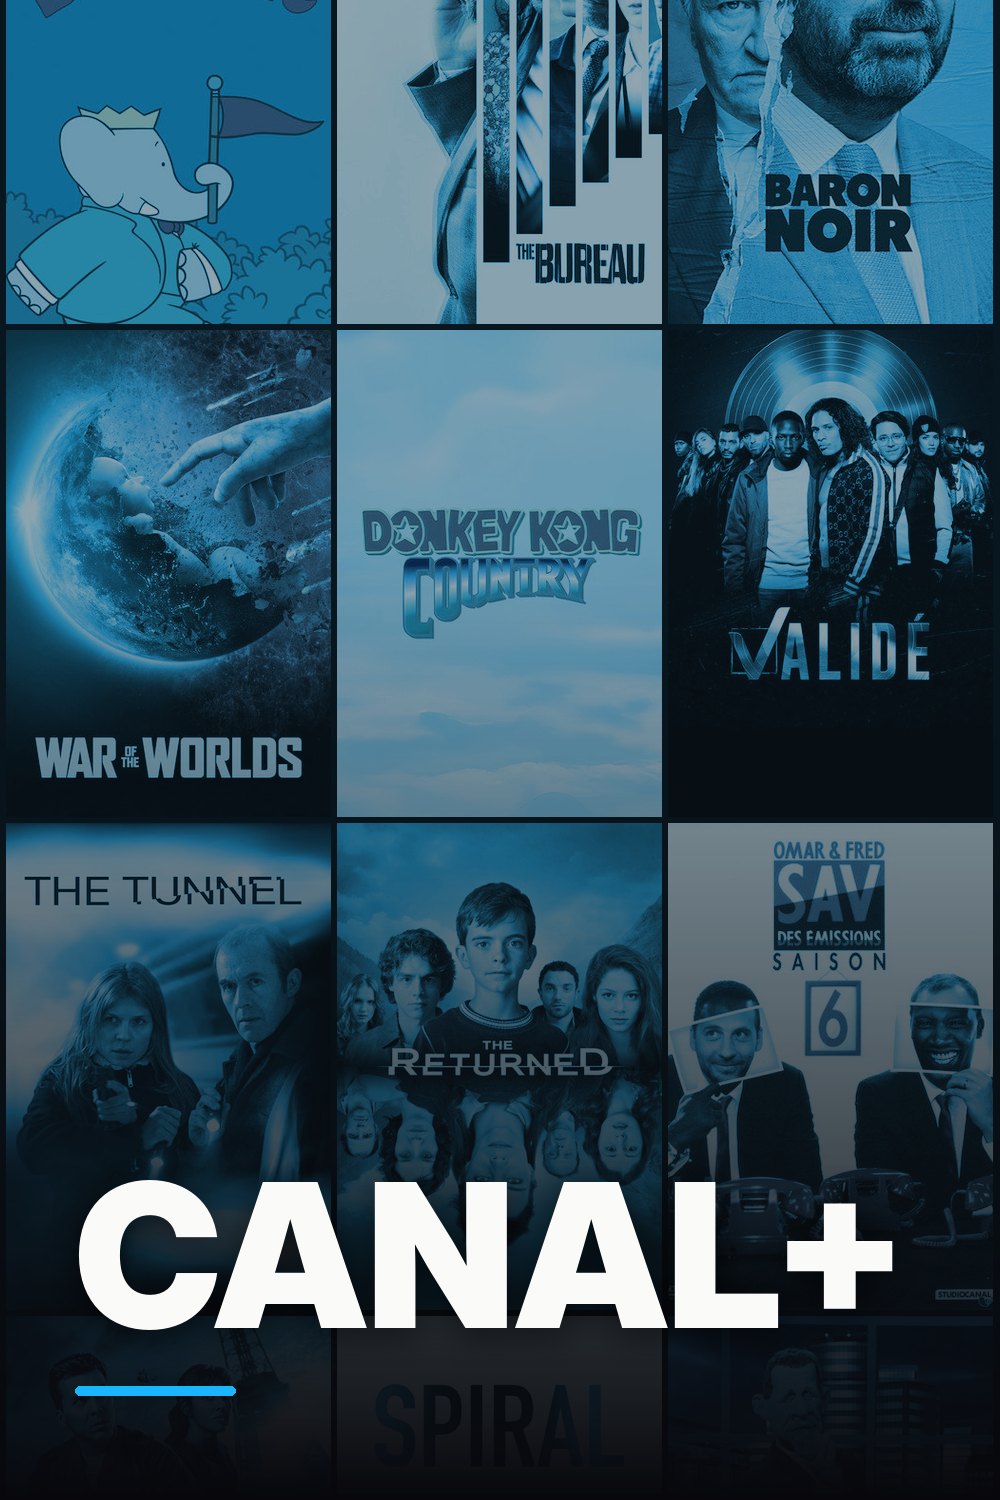 THE BUREAU
BARON
NOIR
DONKEY KONG
COUNTRY
VALIDÉ
WAR OF THE WORLDS
THE TUNNEL
THE
RETURNED
OMAR & FRED
SAV
DES EMISSIONS
SAISON
6
CANAL+
STUDIOCANAL
SPIRAL